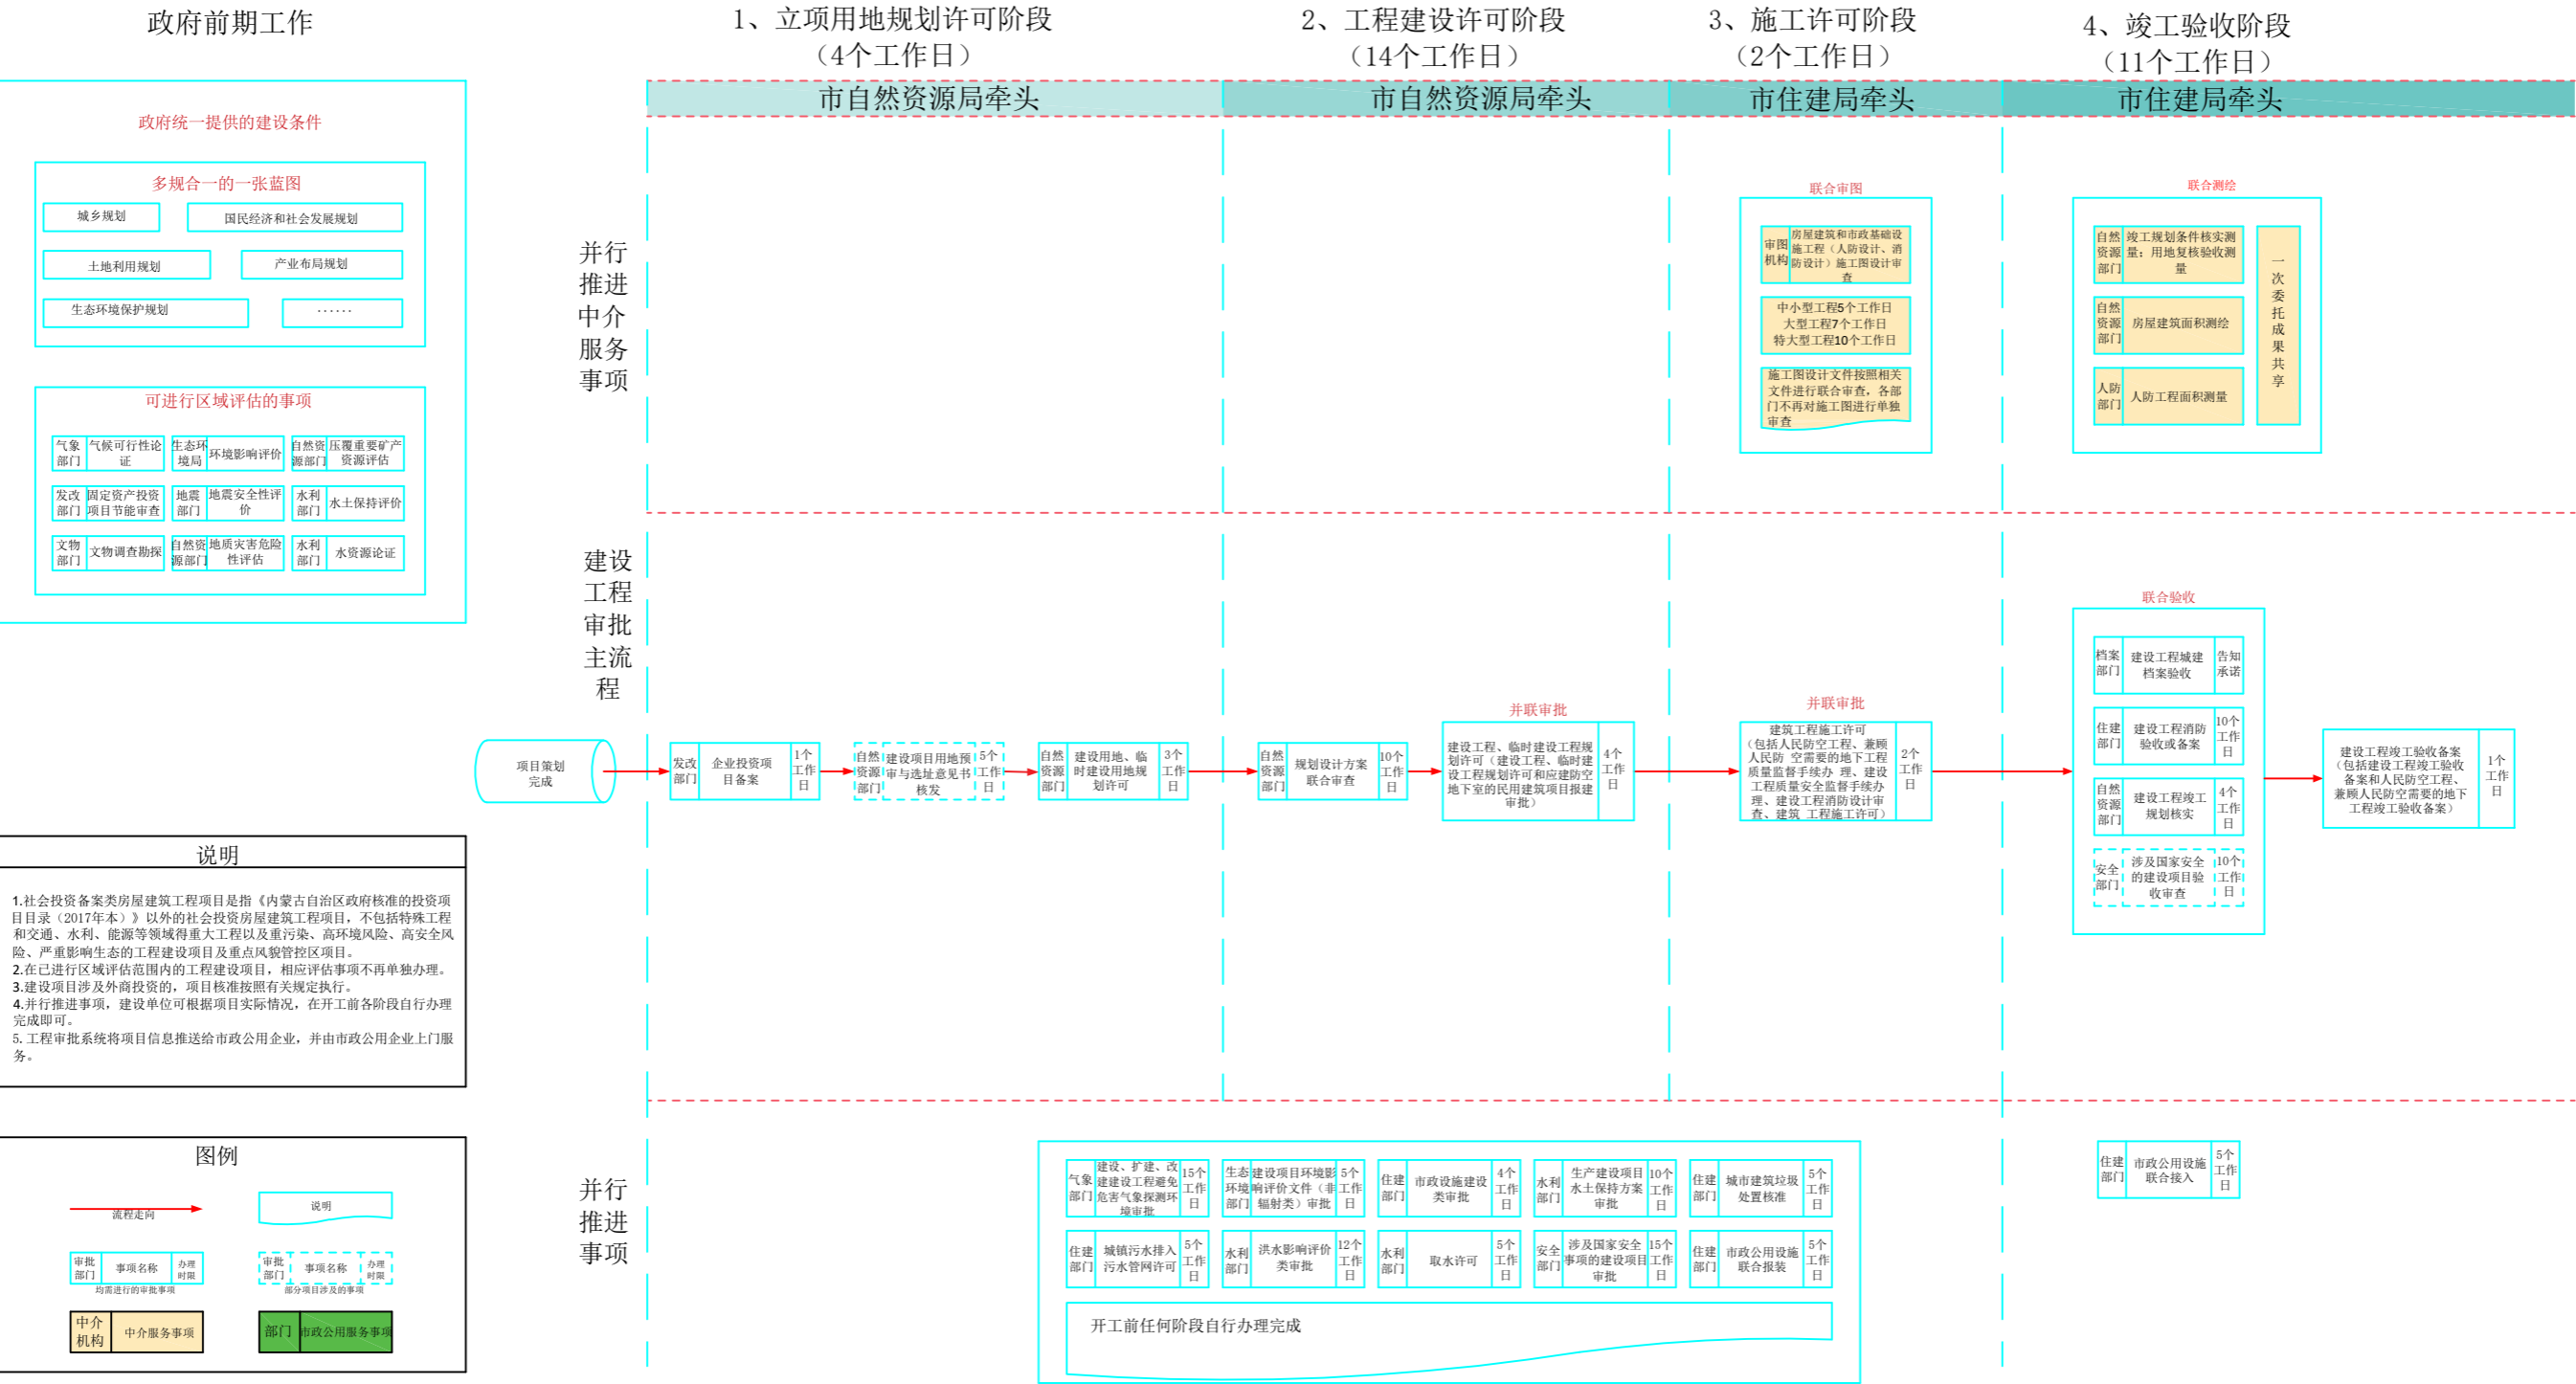 政府前期工作
1、立项用地规划许可阶段
（4个工作日）
2、工程建设许可阶段
（14个工作日）
3、施工许可阶段
（2个工作日）
4、竣工验收阶段
（11个工作日）
市自然资源局牵头
市自然资源局牵头
市住建局牵头
市住建局牵头
政府统一提供的建设条件
多规合一的一张蓝图
城乡规划
国民经济和社会发展规划
土地利用规划
产业布局规划
生态环境保护规划
......
可进行区域评估的事项
气象
部门
气候可行性论
证
生态环
境局
环境影响评价
自然资
源部门
压覆重要矿产
资源评估
发改
部门
固定资产投资
项目节能审查
地震
部门
地震安全性评
价
水利
部门
水土保持评价
文物
部门
文物调查勘探
自然资
源部门
地质灾害危险
性评估
水利
部门
水资源论证
并行
推进
中介
服务
事项
联合审图
审图
机构
房屋建筑和市政基础设
施工程（人防设计、消
防设计）施工图设计审
查
中小型工程5个工作日
大型工程7个工作日
特大型工程10个工作日
施工图设计文件按照相关
文件进行联合审查，各部
门不再对施工图进行单独
审查
联合测绘
自然
资源
部门
竣工规划条件核实测
量；用地复核验收测
量
自然
资源
部门
房屋建筑面积测绘
人防
部门
人防工程面积测量
一次委托成果共享
建设
工程
审批
主流
程
项目策划
完成
发改
部门
企业投资项
目备案
1个
工作
日
自然
资源
部门
建设项目用地预
审与选址意见书
核发
5个
工作
日
自然
资源
部门
建设用地、临
时建设用地规
划许可
3个
工作
日
自然
资源
部门
规划设计方案
联合审查
10个
工作
日
并联审批
建设工程、临时建设工程规
划许可（建设工程、临时建
设工程规划许可和应建防空
地下室的民用建筑项目报建
审批）
4个
工作
日
并联审批
建筑工程施工许可
（包括人民防空工程、兼顾
人民防 空需要的地下工程
质量监督手续办 理、建设
工程质量安全监督手续办
理、建设工程消防设计审
查、建筑 工程施工许可）
2个
工作
日
联合验收
档案
部门
建设工程城建
档案验收
告知
承诺
住建
部门
建设工程消防
验收或备案
10个
工作
日
自然
资源
部门
建设工程竣工
规划核实
4个
工作
日
安全
部门
涉及国家安全
的建设项目验
收审查
10个
工作
日
建设工程竣工验收备案
（包括建设工程竣工验收
备案和人民防空工程、
兼顾人民防空需要的地下
工程竣工验收备案）
1个
工作
日
说明
1.社会投资备案类房屋建筑工程项目是指《内蒙古自治区政府核准的投资项
目目录（2017年本）》以外的社会投资房屋建筑工程项目，不包括特殊工程
和交通、水利、能源等领域得重大工程以及重污染、高环境风险、高安全风
险、严重影响生态的工程建设项目及重点风貌管控区项目。
2.在已进行区域评估范围内的工程建设项目，相应评估事项不再单独办理。
3.建设项目涉及外商投资的，项目核准按照有关规定执行。
4.并行推进事项，建设单位可根据项目实际情况，在开工前各阶段自行办理
完成即可。
5. 工程审批系统将项目信息推送给市政公用企业，并由市政公用企业上门服
务。
图例
流程走向
说明
审批
部门
事项名称
办理
时限
均需进行的审批事项
审批
部门
事项名称
办理
时限
部分项目涉及的事项
中介
机构
中介服务事项
部门
市政公用服务事项
并行
推进
事项
气象
部门
建设、扩建、改
建建设工程避免
危害气象探测环
境审批
15个
工作
日
生态
环境
部门
建设项目环境影
响评价文件（非
辐射类）审批
5个
工作
日
住建
部门
市政设施建设
类审批
4个
工作
日
水利
部门
生产建设项目
水土保持方案
审批
10个
工作
日
住建
部门
城市建筑垃圾
处置核准
5个
工作
日
住建
部门
城镇污水排入
污水管网许可
5个
工作
日
水利
部门
洪水影响评价
类审批
12个
工作
日
水利
部门
取水许可
5个
工作
日
安全
部门
涉及国家安全
事项的建设项目
审批
15个
工作
日
住建
部门
市政公用设施
联合报装
5个
工作
日
开工前任何阶段自行办理完成
住建
部门
市政公用设施
联合接入
5个
工作
日